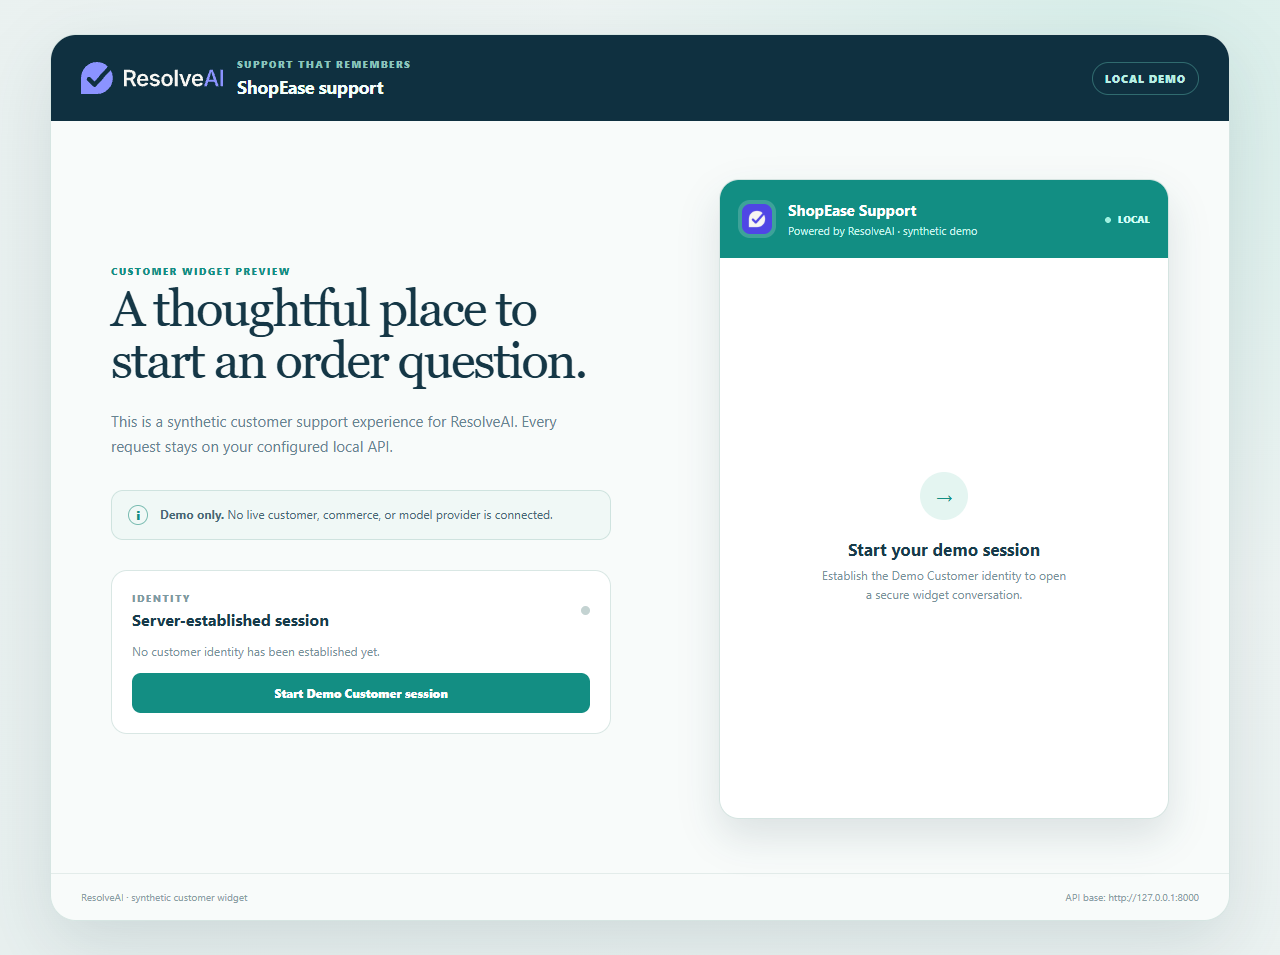 ResolveAI
SUPPORT THAT REMEMBERS
ShopEase support
LOCAL DEMO
CUSTOMER WIDGET PREVIEW
A thoughtful place to
start an order question.
This is a synthetic customer support experience for ResolveAI. Every
request stays on your configured local API.
i
Demo only. No live customer, commerce, or model provider is connected.
IDENTITY
Server-established session
No customer identity has been established yet.
Start Demo Customer session
ShopEase Support
Powered by ResolveAI · synthetic demo
LOCAL
→
Start your demo session
Establish the Demo Customer identity to open
a secure widget conversation.
ResolveAI · synthetic customer widget
API base: http://127.0.0.1:8000